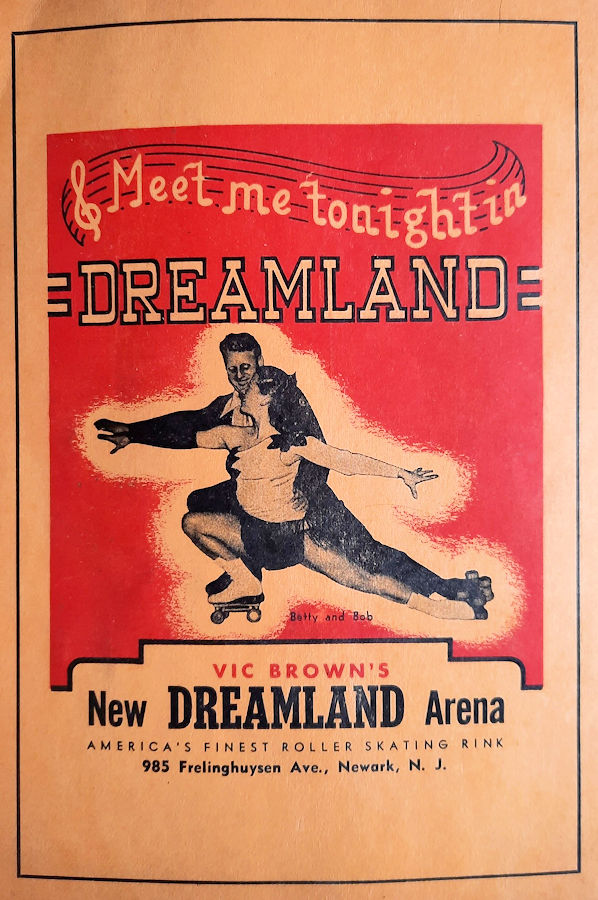 Meet me tonight in
DREAMLAND
Betty and Bob
VIC BROWN'S
New DREAMLAND Arena
AMERICA'S FINEST ROLLER SKATING RINK
985 Frelinghuysen Ave., Newark, N. J.